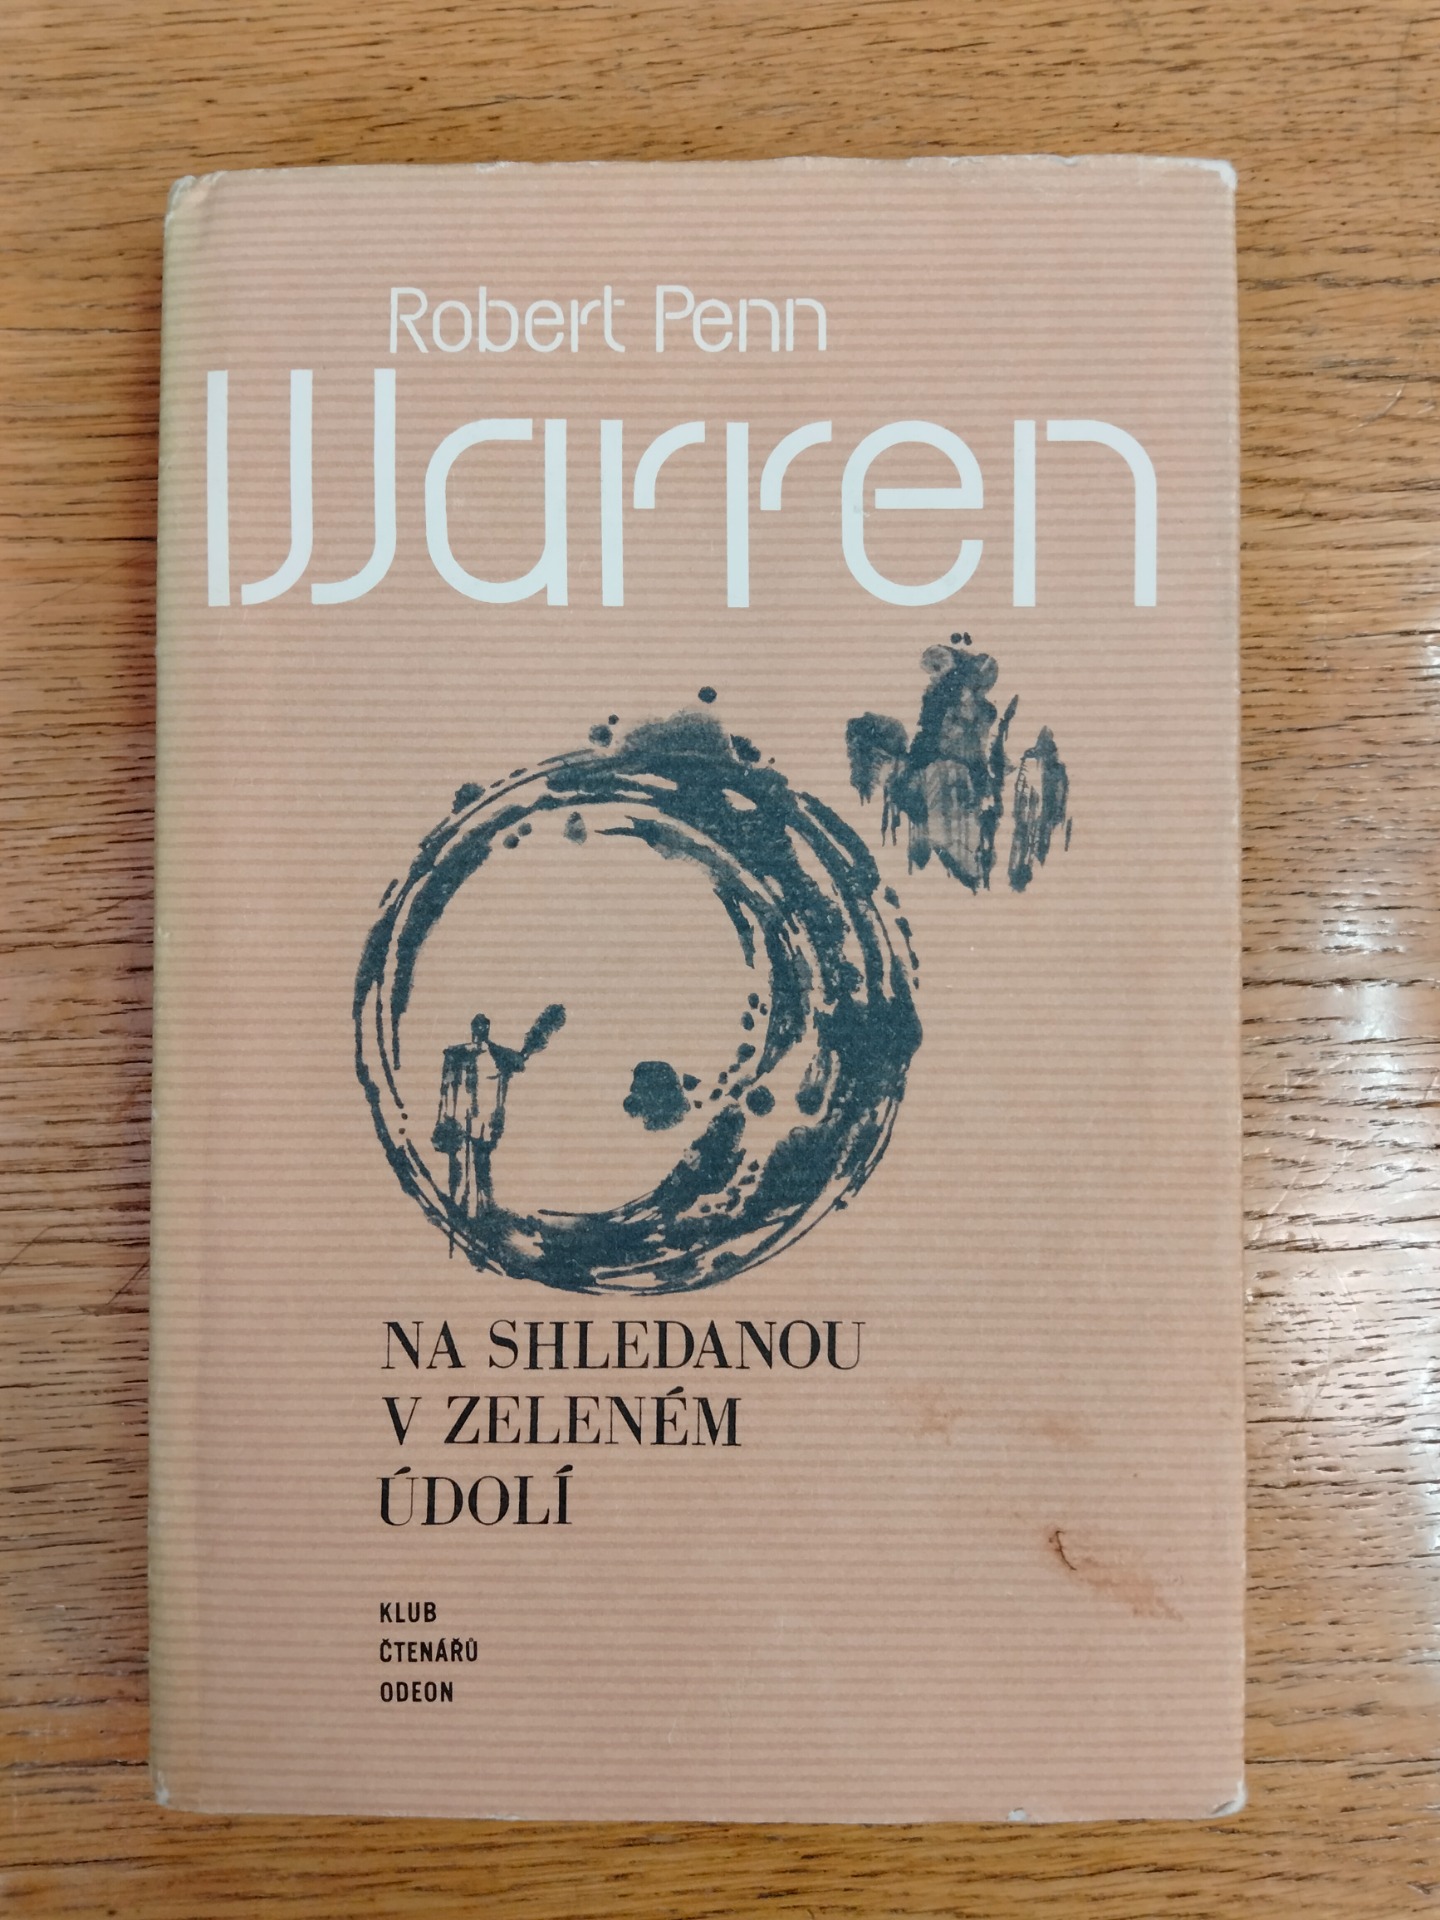 Robert Penn
Warren
NA SHLEDANOU
V ZELENÉM
ÚDOLÍ
KLUB
ČTENÁŘŮ
ODEON